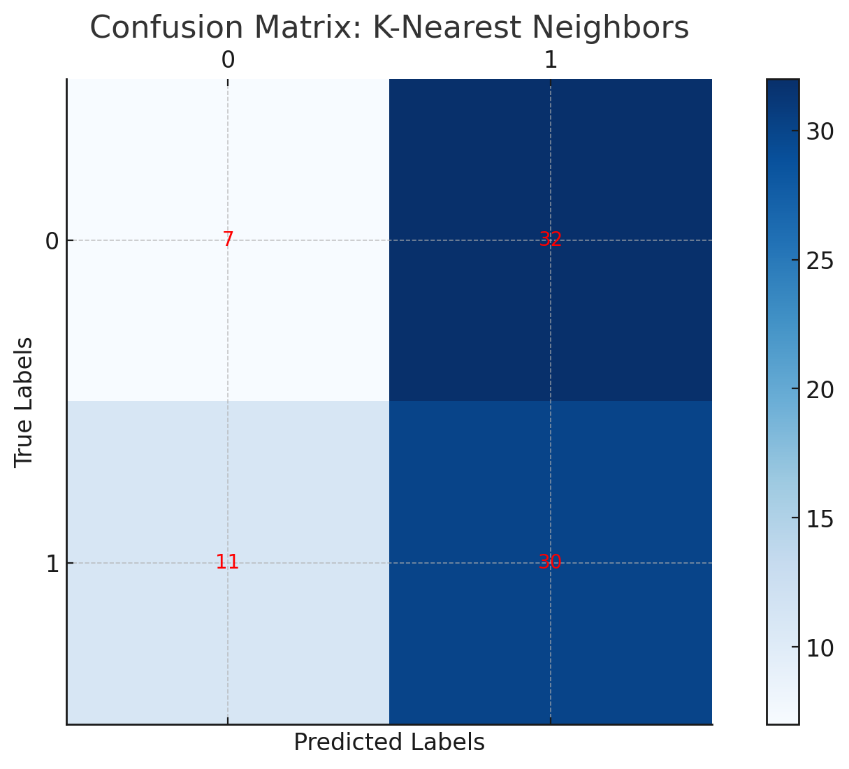 Confusion Matrix: K-Nearest Neighbors
0 1
0 7 32
1 11 30
True Labels
Predicted Labels
30
25
20
15
10